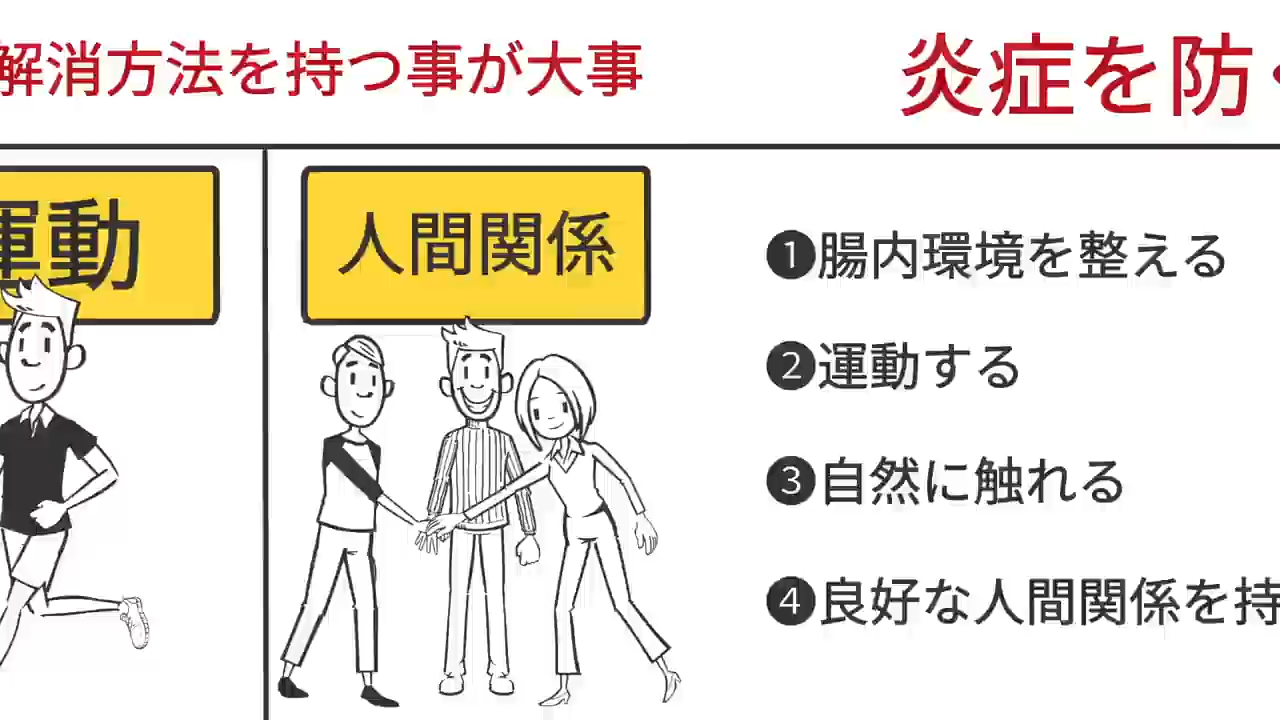 解消方法を持つ事が大事
炎症を防ぐ
運動
人間関係
❶腸内環境を整える
❷運動する
❸自然に触れる
❹良好な人間関係を持